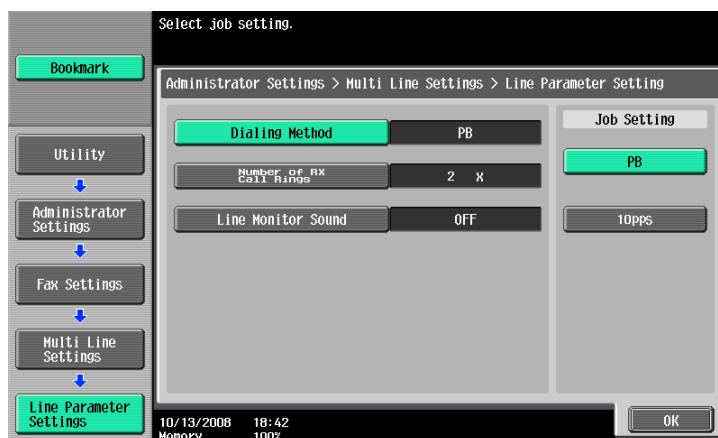 Select job setting.
Bookmark
Administrator Settings > Multi Line Settings > Line Parameter Setting
Utility
Administrator
Settings
Fax Settings
Multi Line
Settings
Line Parameter
Settings
Dialing Method
PB
Number of RX
Call Rings
2 X
Line Monitor Sound
OFF
Job Setting
PB
10pps
10/13/2008 18:42
Memory 100%
OK